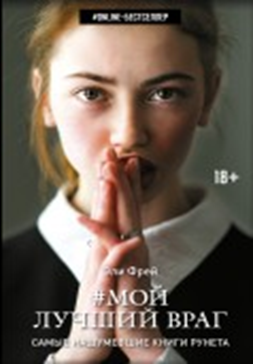 #ONLINE-БЕСТСЕЛЛЕР
18+
Эли Фрей
#МОЙ
ЛУЧШИЙ ВРАГ
САМЫЕ НАШУМЕВШИЕ КНИГИ РУНЕТА